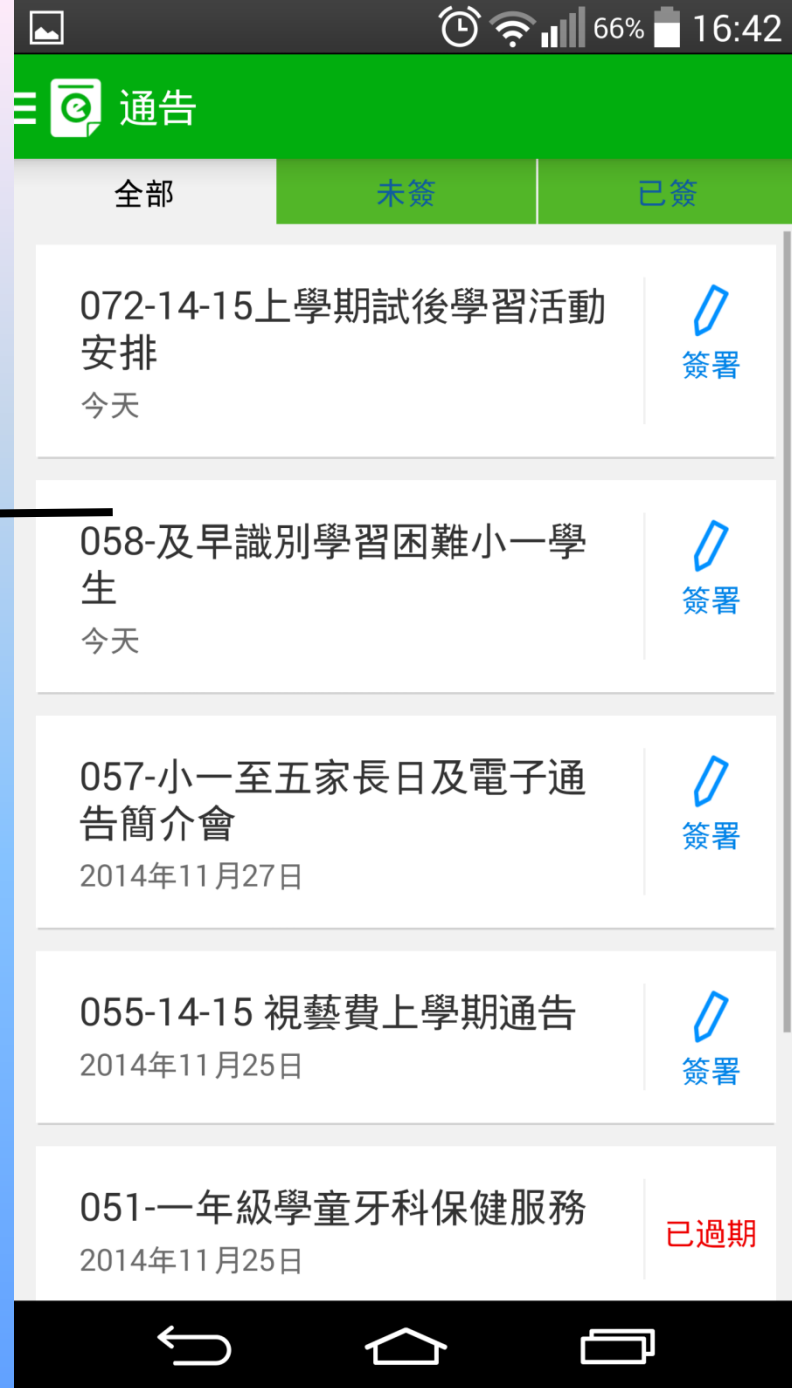 66% 16:42
e 通告
全部 未簽 已簽
072-14-15上學期試後學習活動
安排
今天
簽署
058-及早識別學習困難小一學
生
今天
簽署
057-小一至五家長日及電子通
告簡介會
2014年11月27日
簽署
055-14-15 視藝費上學期通告
2014年11月25日
簽署
051-一年級學童牙科保健服務
2014年11月25日
已過期